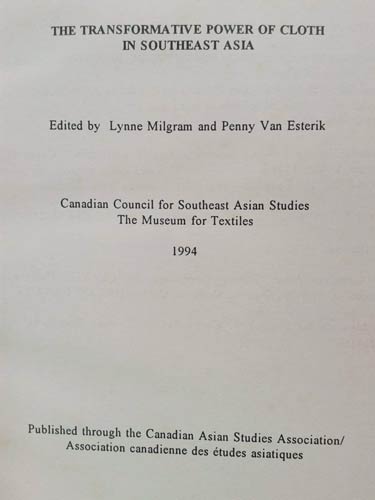 THE TRANSFORMATIVE POWER OF CLOTH
IN SOUTHEAST ASIA
Edited by Lynne Milgram and Penny Van Esterik
Canadian Council for Southeast Asian Studies
The Museum for Textiles
1994
Published through the Canadian Asian Studies Association/
Association canadienne des études asiatiques